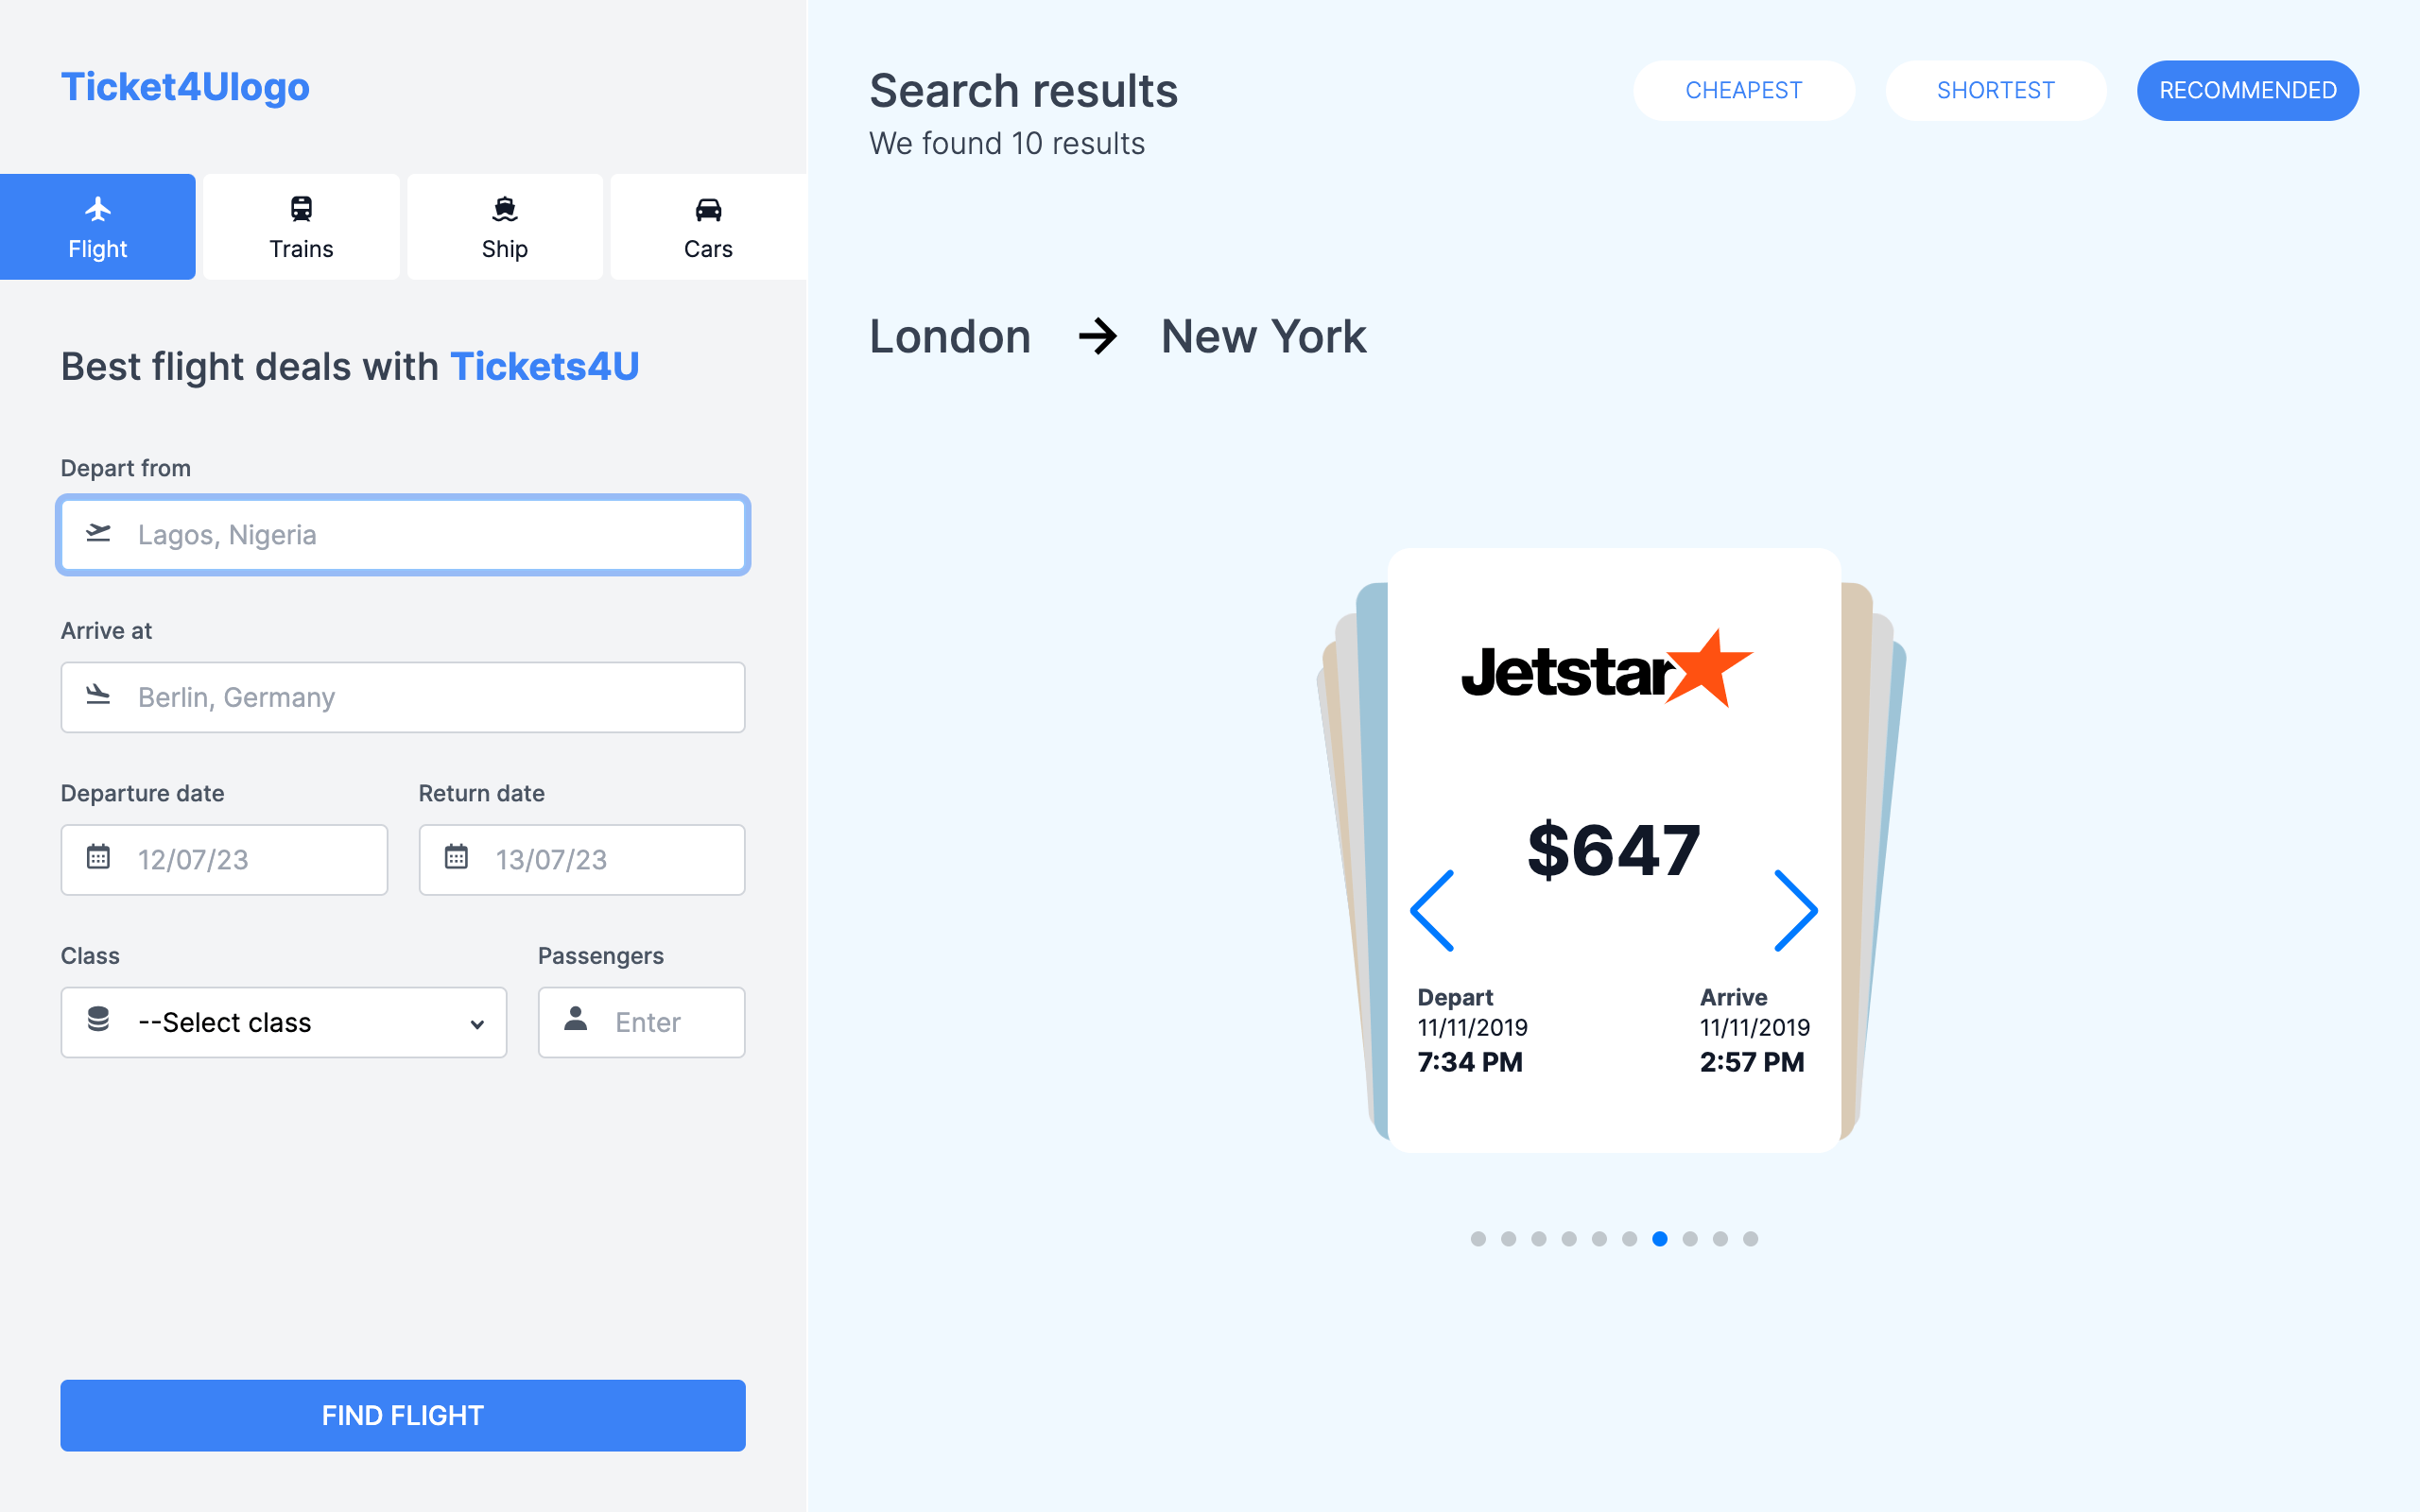 Ticket4Ulogo
Flight
Trains
Ship
Cars
Best flight deals with Tickets4U
Depart from
Lagos, Nigeria
Arrive at
Berlin, Germany
Departure date
Return date
12/07/23
13/07/23
Class
Passengers
--Select class
Enter
FIND FLIGHT
Search results
We found 10 results
CHEAPEST
SHORTEST
RECOMMENDED
London
New York
Jetstar
$647
Depart
11/11/2019
7:34 PM
Arrive
11/11/2019
2:57 PM